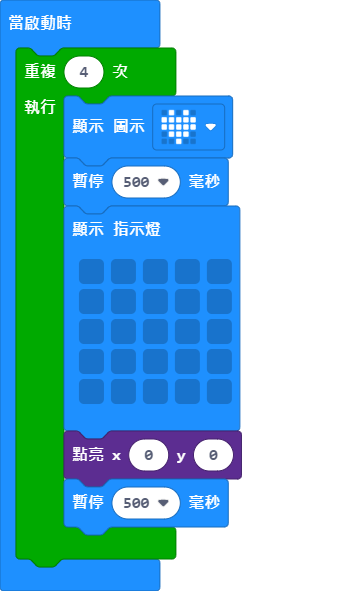 當啟動時
重複 4 次
執行
顯示 圖示
暫停 500 毫秒
顯示 指示燈
點亮 x 0 y 0
暫停 500 毫秒